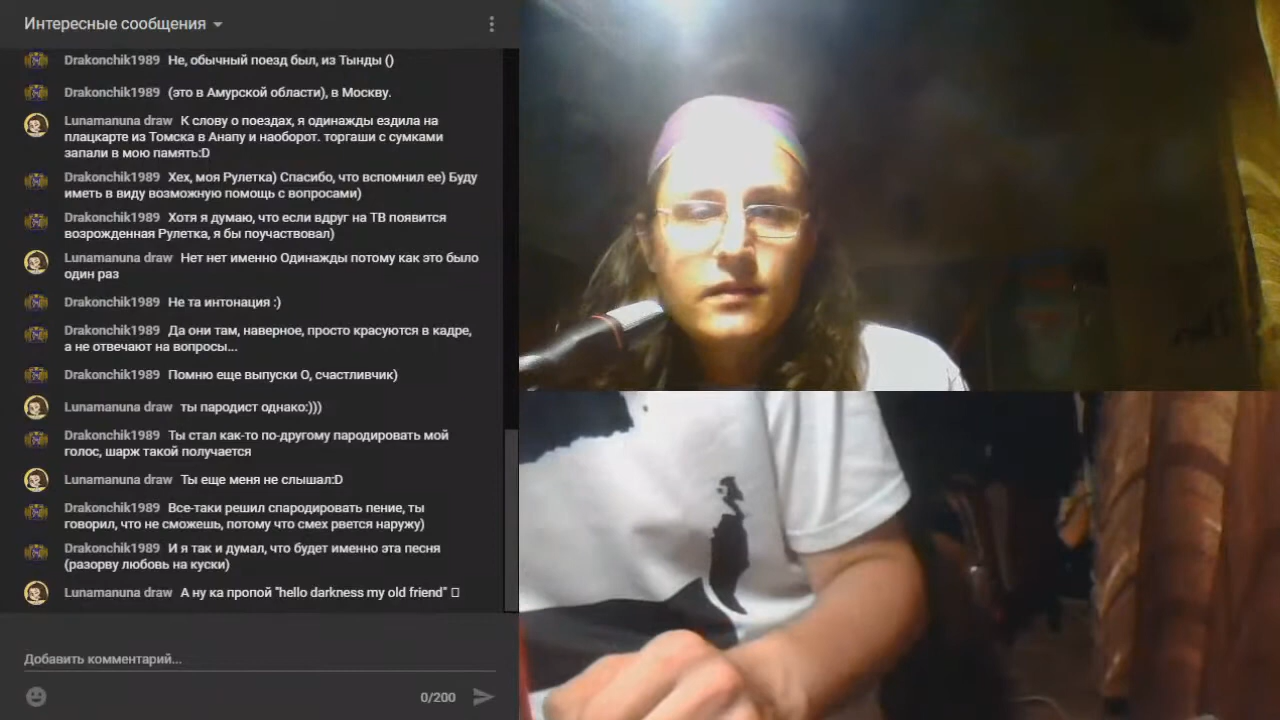 Интересные сообщения
Drakonchik1989 Не, обычный поезд был, из Тынды ()
Drakonchik1989 (это в Амурской области), в Москву.
Lunamanuna draw К слову о поездах, я одинажды ездила на
плацкарте из Томска в Анапу и наоборот. торгаши с сумками
запали в мою память:D
Drakonchik1989 Хех, моя Рулетка) Спасибо, что вспомнил ее) Буду
иметь в виду возможную помощь с вопросами)
Drakonchik1989 Хотя я думаю, что если вдруг на ТВ появится
возрожденная Рулетка, я бы поучаствовал)
Lunamanuna draw Нет нет именно Одинажды потому как это было
один раз
Drakonchik1989 Не та интонация :)
Drakonchik1989 Да они там, наверное, просто красуются в кадре,
а не отвечают на вопросы...
Drakonchik1989 Помню еще выпуски О, счастливчик)
Lunamanuna draw ты пародист однако:)))
Drakonchik1989 Ты стал как-то по-другому пародировать мой
голос, шарж такой получается
Lunamanuna draw Ты еще меня не слышал:D
Drakonchik1989 Все-таки решил спародировать пение, ты
говорил, что не сможешь, потому что смех рвется наружу)
Drakonchik1989 И я так и думал, что будет именно эта песня
(разорву любовь на куски)
Lunamanuna draw А ну ка пропой "hello darkness my old friend"
Добавить комментарий...
0/200